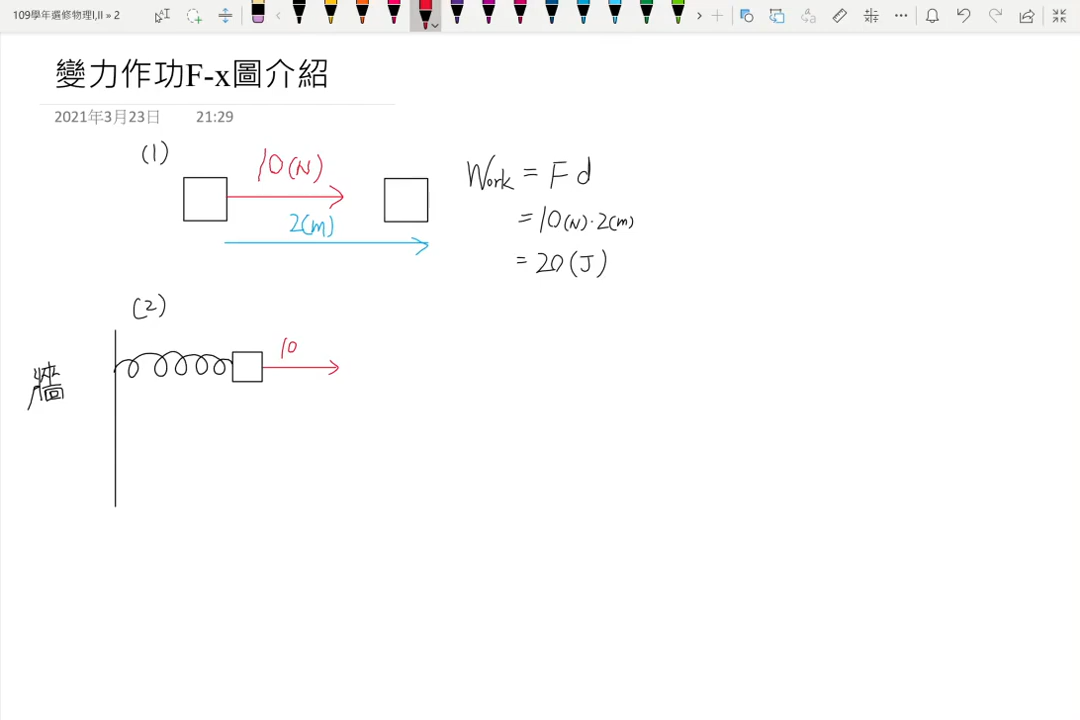 109學年選修物理I,II » 2
變力作功F-x圖介紹
2021年3月23日 21:29
(1)
10(N)
2(m)
Work = F d
= 10(N)·2(m)
= 20(J)
(2)
牆
10